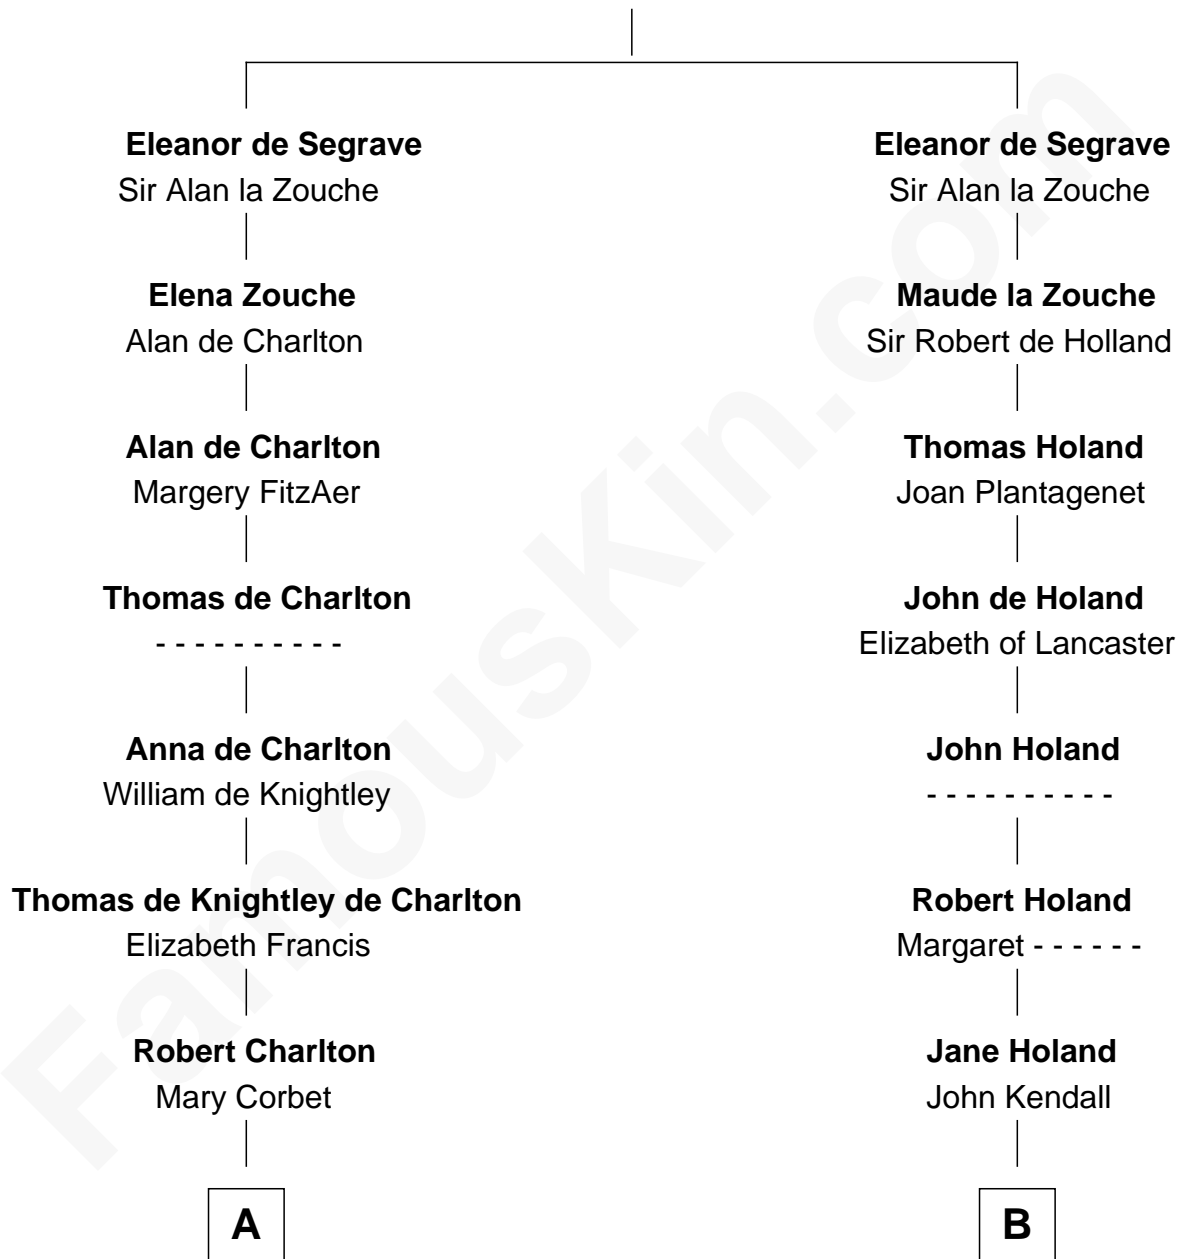 Eleanor de Segrave
Sir Alan la Zouche
Elena Zouche
Alan de Charlton
Alan de Charlton
Margery FitzAer
Thomas de Charlton
- - - - - - - - - -
Anna de Charlton
William de Knightley
Thomas de Knightley de Charlton
Elizabeth Francis
Robert Charlton
Mary Corbet
A
Eleanor de Segrave
Sir Alan la Zouche
Maude la Zouche
Sir Robert de Holland
Thomas Holand
Joan Plantagenet
John de Holand
Elizabeth of Lancaster
John Holand
- - - - - - - - - -
Robert Holand
Margaret - - - - - -
Jane Holand
John Kendall
B
FamousKin.com